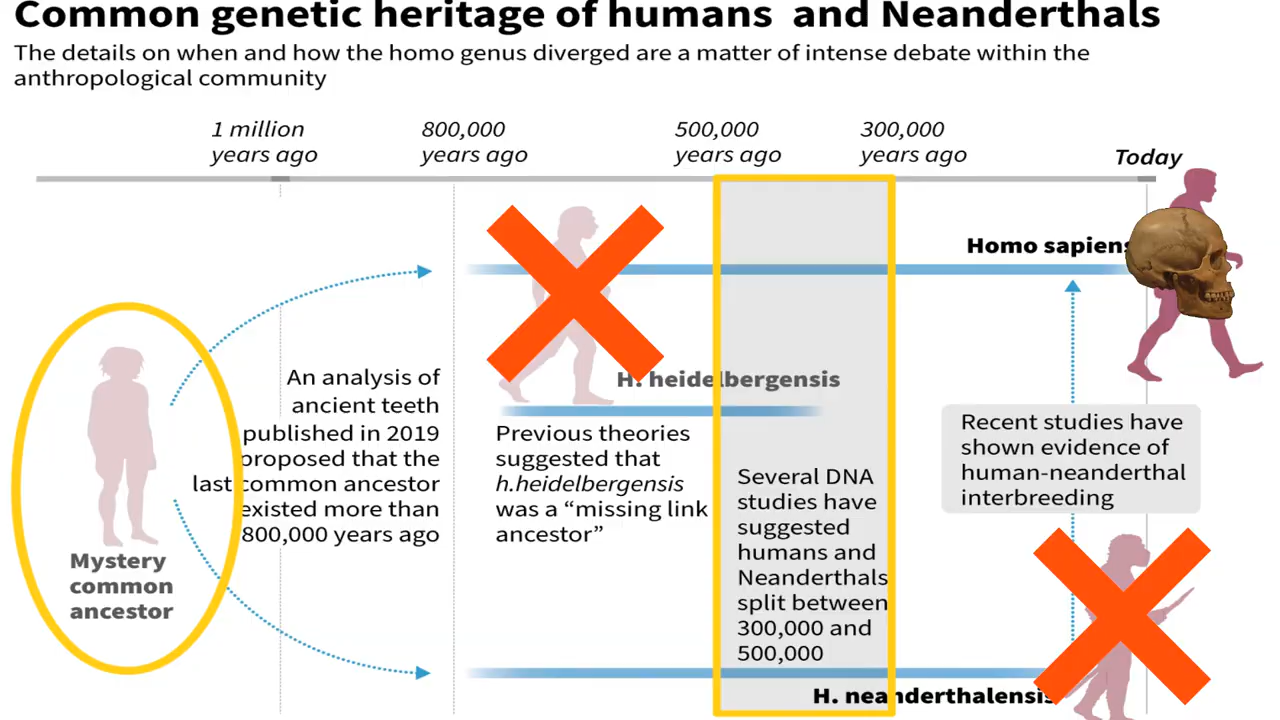 Common genetic heritage of humans and Neanderthals
The details on when and how the homo genus diverged are a matter of intense debate within the
anthropological community
1 million
years ago
800,000
years ago
500,000
years ago
300,000
years ago
Today
Homo sapiens
An analysis of
ancient teeth
published in 2019
proposed that the
last common ancestor
existed more than
800,000 years ago
Mystery
common
ancestor
H. heidelbergensis
Previous theories
suggested that
h.heidelbergensis
was a “missing link
ancestor”
Several DNA
studies have
suggested
humans and
Neanderthals
split between
300,000 and
500,000
Recent studies have
shown evidence of
human-neanderthal
interbreeding
H. neanderthalensis